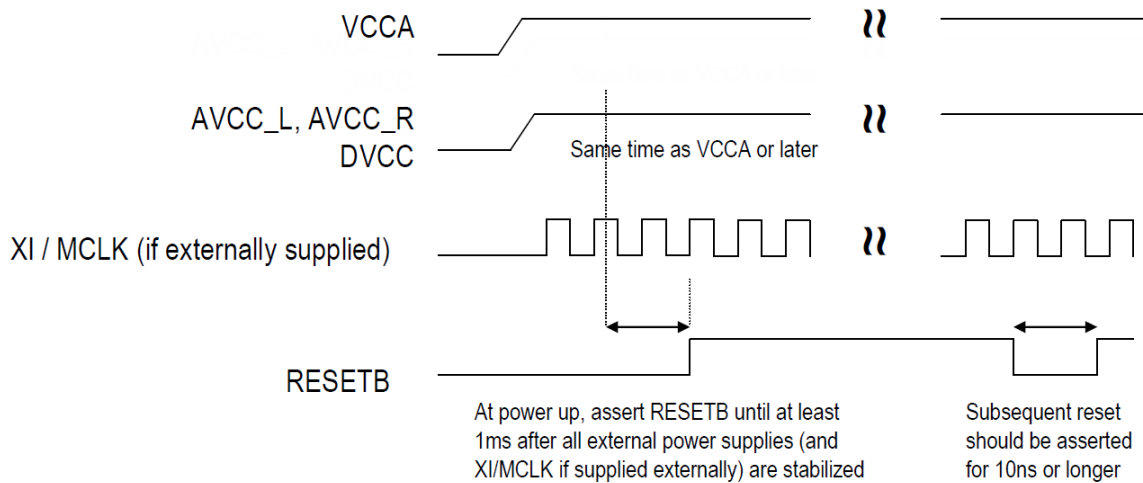 VCCA
AVCC_L, AVCC_R
DVCC
Same time as VCCA or later
XI / MCLK (if externally supplied)
RESETB
At power up, assert RESETB until at least
1ms after all external power supplies (and
XI/MCLK if supplied externally) are stabilized
Subsequent reset
should be asserted
for 10ns or longer